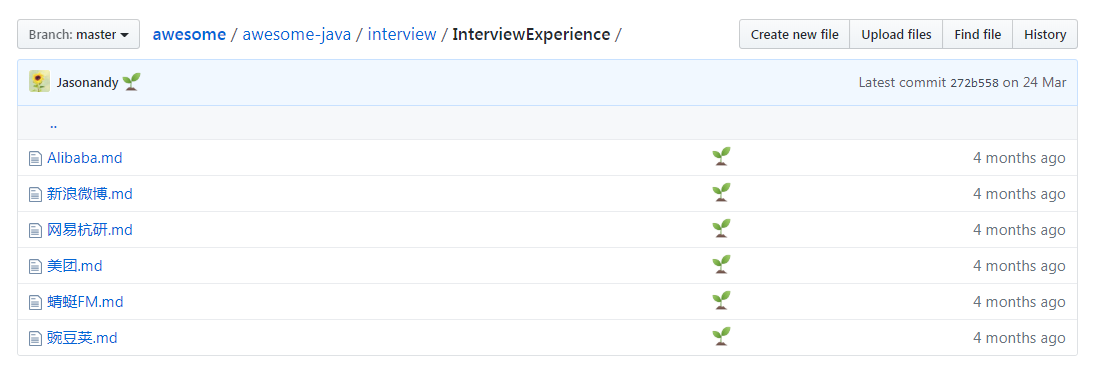 Branch: master awesome / awesome-java / interview / InterviewExperience / Create new file Upload files Find file History
Jasonandy Latest commit 272b558 on 24 Mar
..
Alibaba.md 4 months ago
新浪微博.md 4 months ago
网易杭研.md 4 months ago
美团.md 4 months ago
蜻蜓FM.md 4 months ago
豌豆荚.md 4 months ago